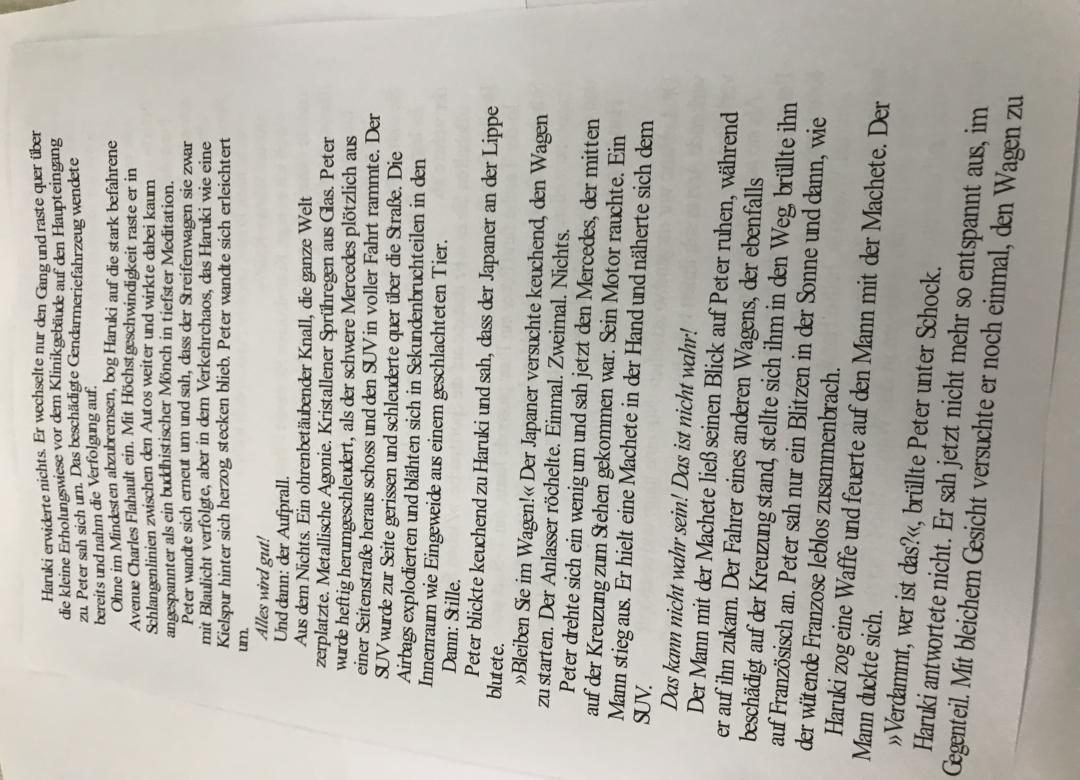 Haruki erwiderte nichts. Er wechselte nur den Gang und raste quer über
die kleine Erholungswiese vor dem Klinikgebäude auf den Haupteingang
zu. Peter sah sich um. Das beschädigte Gendarmeriefahrzeug wendete
bereits und nahm die Verfolgung auf.
Ohne im Mindesten abzubremsen, bog Haruki auf die stark befahrene
Avenue Charles Flahault ein. Mit Höchstgeschwindigkeit raste er in
Schlangenlinien zwischen den Autos weiter und wirkte dabei kaum
angespannter als ein buddhistischer Mönch in tiefster Meditation.
Peter wandte sich erneut um und sah, dass der Streifenwagen sie zwar
mit Blaulicht verfolgte, aber in dem Verkehrchaos, das Haruki wie eine
Kielspur hinter sich herzog, stecken blieb. Peter wandte sich erleichtert
um.
Alles wird gut!
Und dann: der Aufprall.
Aus dem Nichts. Ein ohrenbetäubender Knall, die ganze Welt
zerplatzte. Metallische Agonie. Kristallener Sprühregen aus Glas. Peter
wurde heftig herumgeschleudert, als der schwere Mercedes plötzlich aus
einer Seitenstraße heraus schoss und den SUV in voller Fahrt rammte. Der
SUV wurde zur Seite gerissen und schleuderte quer über die Straße. Die
Airbags explodierten und blähten sich in Sekundenbruchteilen in den
Innenraum wie Eingeweide aus einem geschlachteten Tier.
Dann: Stille.
Peter blickte keuchend zu Haruki und sah, dass der Japaner an der Lippe
blutete.
»Bleiben Sie im Wagen!« Der Japaner versuchte keuchend, den Wagen
zu starten. Der Anlasser röchelte. Einmal. Zweimal. Nichts.
Peter drehte sich ein wenig um und sah jetzt den Mercedes, der mitten
auf der Kreuzung zum Stehen gekommen war. Sein Motor rauchte. Ein
Mann stieg aus. Er hielt eine Machete in der Hand und näherte sich dem
SUV.
Das kann nicht wahr sein! Das ist nicht wahr!
Der Mann mit der Machete ließ seinen Blick auf Peter ruhen, während
er auf ihn zukam. Der Fahrer eines anderen Wagens, der ebenfalls
beschädigt auf der Kreuzung stand, stellte sich ihm in den Weg, brüllte ihn
auf Französisch an. Peter sah nur ein Blitzen in der Sonne und dann, wie
der wütende Franzose leblos zusammenbrach.
Haruki zog eine Waffe und feuerte auf den Mann mit der Machete. Der
Mann duckte sich.
»Verdammt, wer ist das?«, brüllte Peter unter Schock.
Haruki antwortete nicht. Er sah jetzt nicht mehr so entspannt aus, im
Gegenteil. Mit bleichem Gesicht versuchte er noch einmal, den Wagen zu